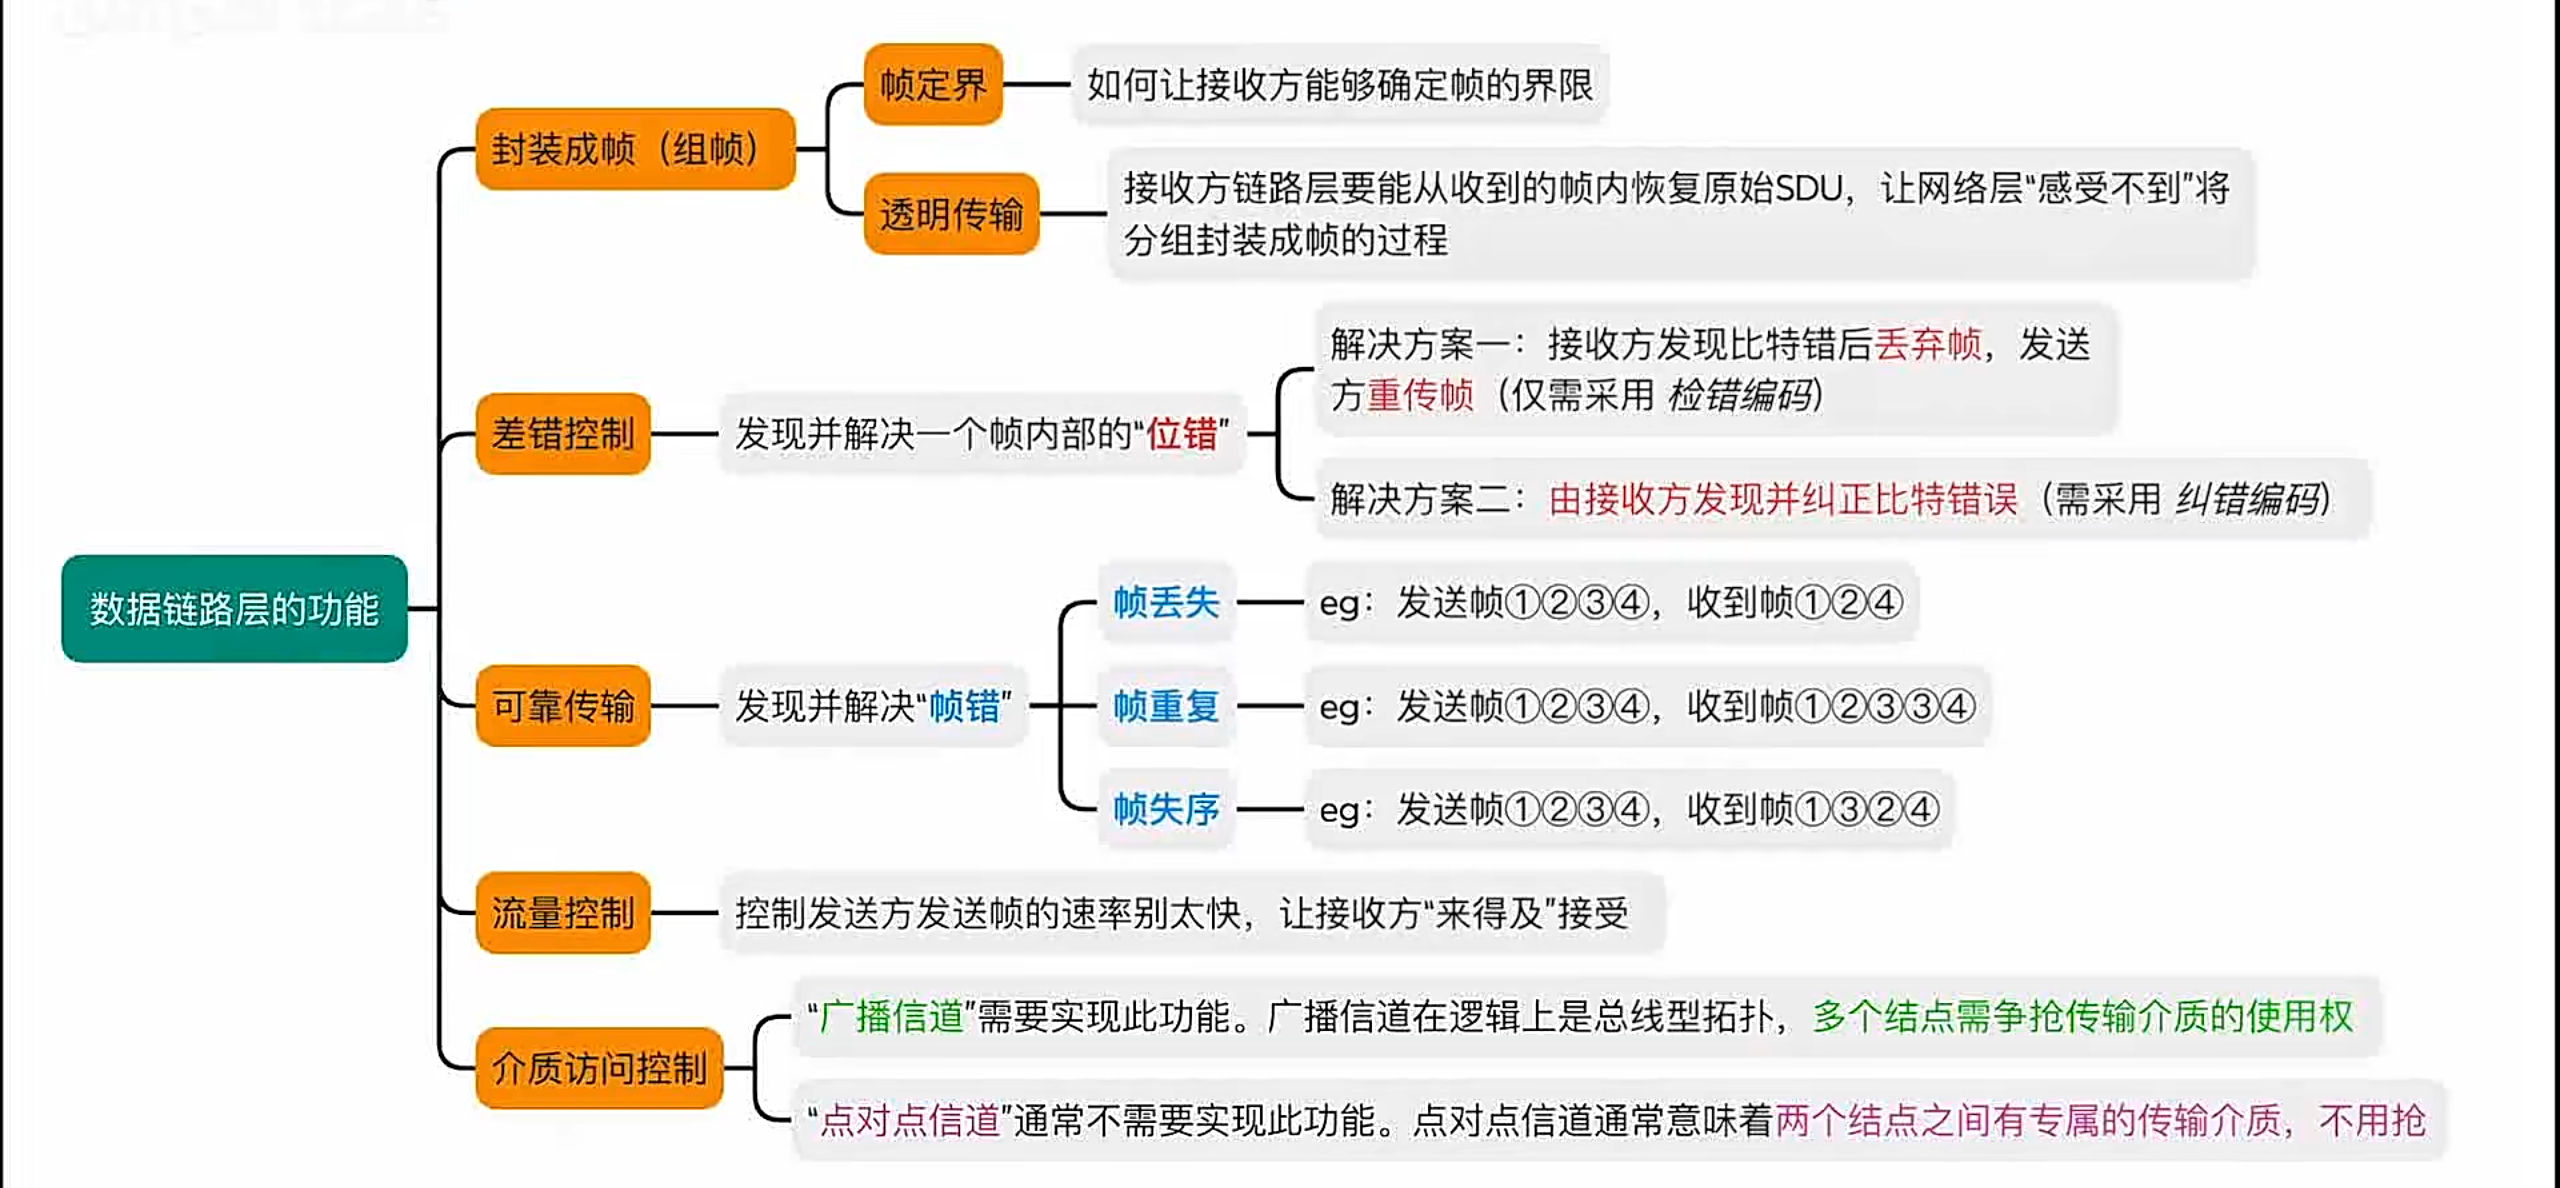 数据链路层的功能
封装成帧（组帧）
帧定界
如何让接收方能够确定帧的界限
透明传输
接收方链路层要能从收到的帧内恢复原始SDU，让网络层“感受不到”将
分组封装成帧的过程
差错控制
发现并解决一个帧内部的“位错”
解决方案一：接收方发现比特错后丢弃帧，发送
方重传帧（仅需采用 检错编码）
解决方案二：由接收方发现并纠正比特错误（需采用 纠错编码）
可靠传输
发现并解决“帧错”
帧丢失
eg：发送帧①②③④，收到帧①②④
帧重复
eg：发送帧①②③④，收到帧①②③③④
帧失序
eg：发送帧①②③④，收到帧①③②④
流量控制
控制发送方发送帧的速率别太快，让接收方“来得及”接受
介质访问控制
“广播信道”需要实现此功能。广播信道在逻辑上是总线型拓扑，多个结点需争抢传输介质的使用权
“点对点信道”通常不需要实现此功能。点对点信道通常意味着两个结点之间有专属的传输介质，不用抢